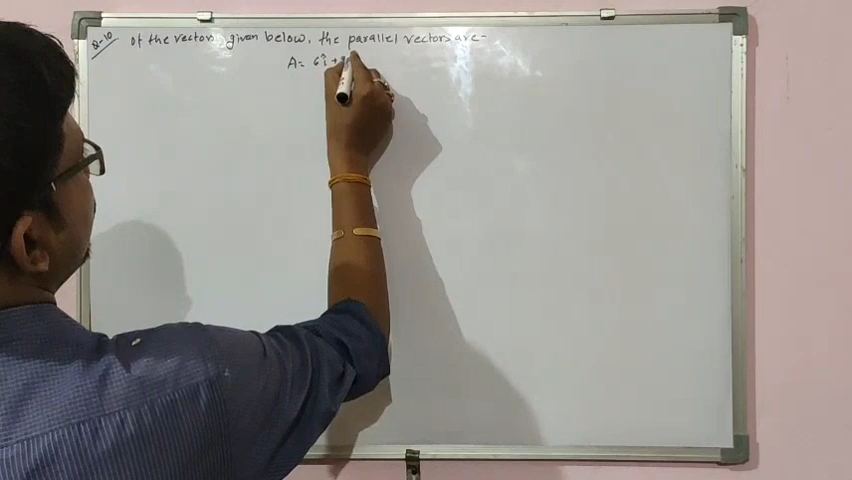 Q-10 Of the vectors given below, the parallel vectors are-
A = 6î +